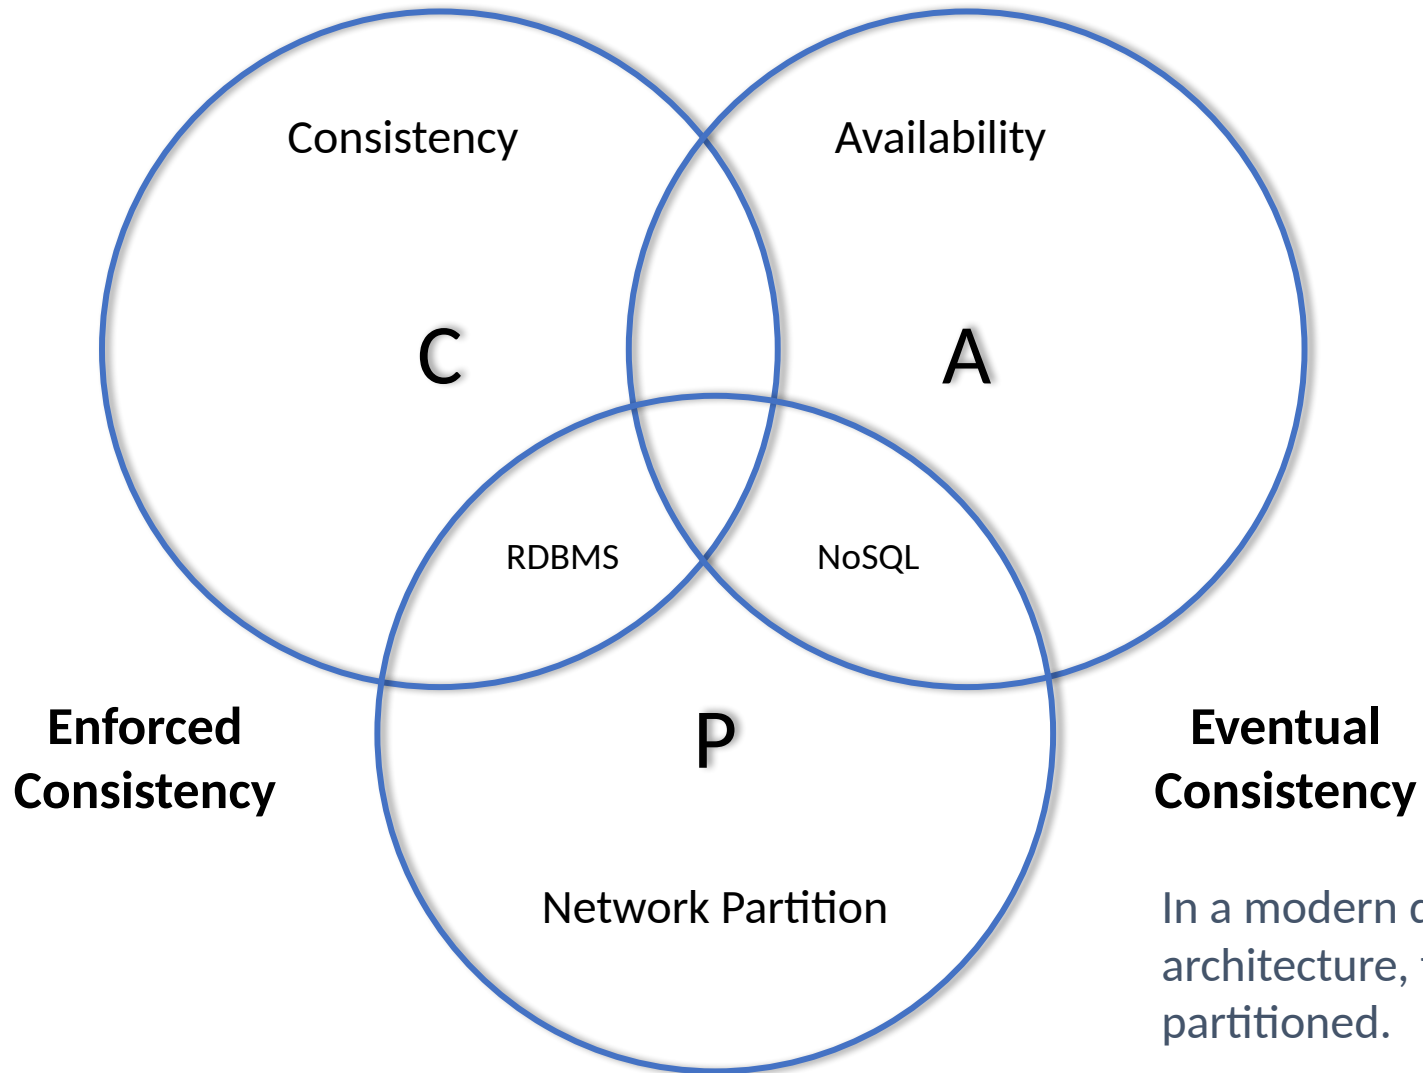 Consistency
Availability
C
A
RDBMS
NoSQL
Enforced
Consistency
P
Eventual
Consistency
Network Partition
In a modern
architecture,
partitioned.